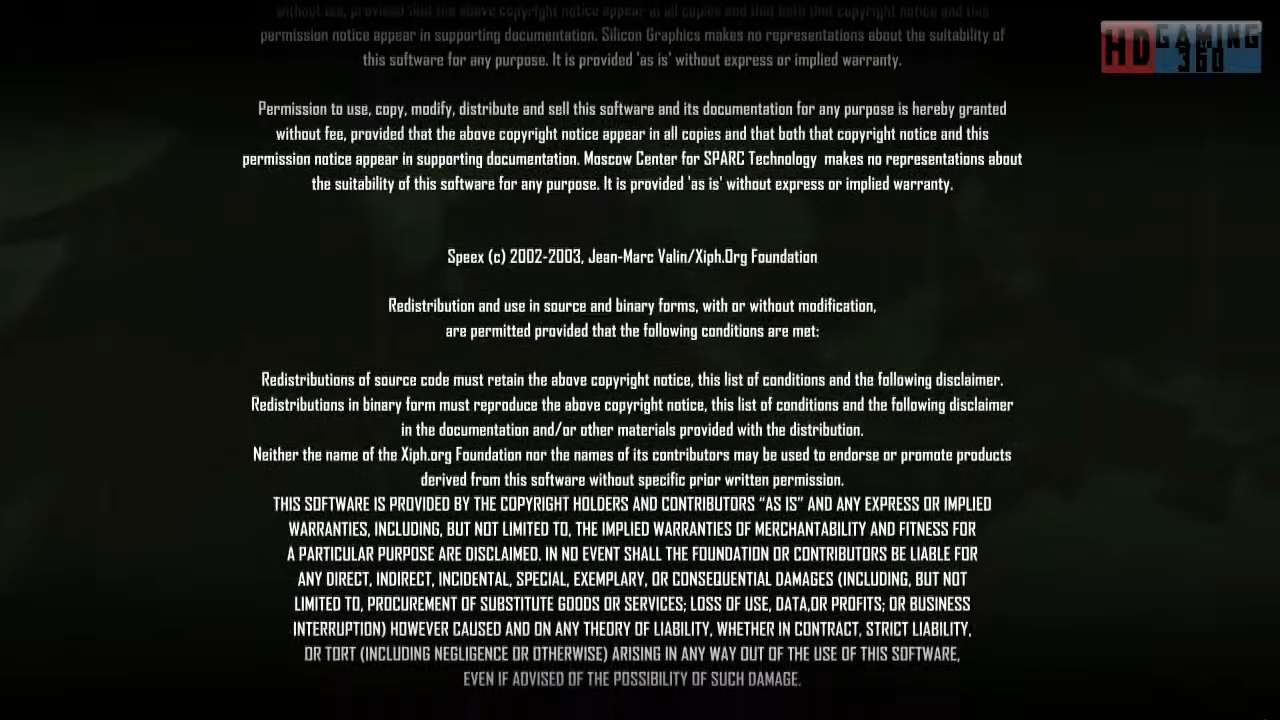 without fee, provided that the above copyright notice appear in all copies and that both that copyright notice and this
permission notice appear in supporting documentation. Silicon Graphics makes no representations about the suitability of
this software for any purpose. It is provided 'as is' without express or implied warranty.
Permission to use, copy, modify, distribute and sell this software and its documentation for any purpose is hereby granted
without fee, provided that the above copyright notice appear in all copies and that both that copyright notice and this
permission notice appear in supporting documentation. Moscow Center for SPARC Technology makes no representations about
the suitability of this software for any purpose. It is provided 'as is' without express or implied warranty.
Speex (c) 2002-2003, Jean-Marc Valin/Xiph.Org Foundation
Redistribution and use in source and binary forms, with or without modification,
are permitted provided that the following conditions are met:
Redistributions of source code must retain the above copyright notice, this list of conditions and the following disclaimer.
Redistributions in binary form must reproduce the above copyright notice, this list of conditions and the following disclaimer
in the documentation and/or other materials provided with the distribution.
Neither the name of the Xiph.org Foundation nor the names of its contributors may be used to endorse or promote products
derived from this software without specific prior written permission.
THIS SOFTWARE IS PROVIDED BY THE COPYRIGHT HOLDERS AND CONTRIBUTORS “AS IS” AND ANY EXPRESS OR IMPLIED
WARRANTIES, INCLUDING, BUT NOT LIMITED TO, THE IMPLIED WARRANTIES OF MERCHANTABILITY AND FITNESS FOR
A PARTICULAR PURPOSE ARE DISCLAIMED. IN NO EVENT SHALL THE FOUNDATION OR CONTRIBUTORS BE LIABLE FOR
ANY DIRECT, INDIRECT, INCIDENTAL, SPECIAL, EXEMPLARY, OR CONSEQUENTIAL DAMAGES (INCLUDING, BUT NOT
LIMITED TO, PROCUREMENT OF SUBSTITUTE GOODS OR SERVICES; LOSS OF USE, DATA,OR PROFITS; OR BUSINESS
INTERRUPTION) HOWEVER CAUSED AND ON ANY THEORY OF LIABILITY, WHETHER IN CONTRACT, STRICT LIABILITY,
OR TORT (INCLUDING NEGLIGENCE OR OTHERWISE) ARISING IN ANY WAY OUT OF THE USE OF THIS SOFTWARE,
EVEN IF ADVISED OF THE POSSIBILITY OF SUCH DAMAGE.
HD GAMING
360